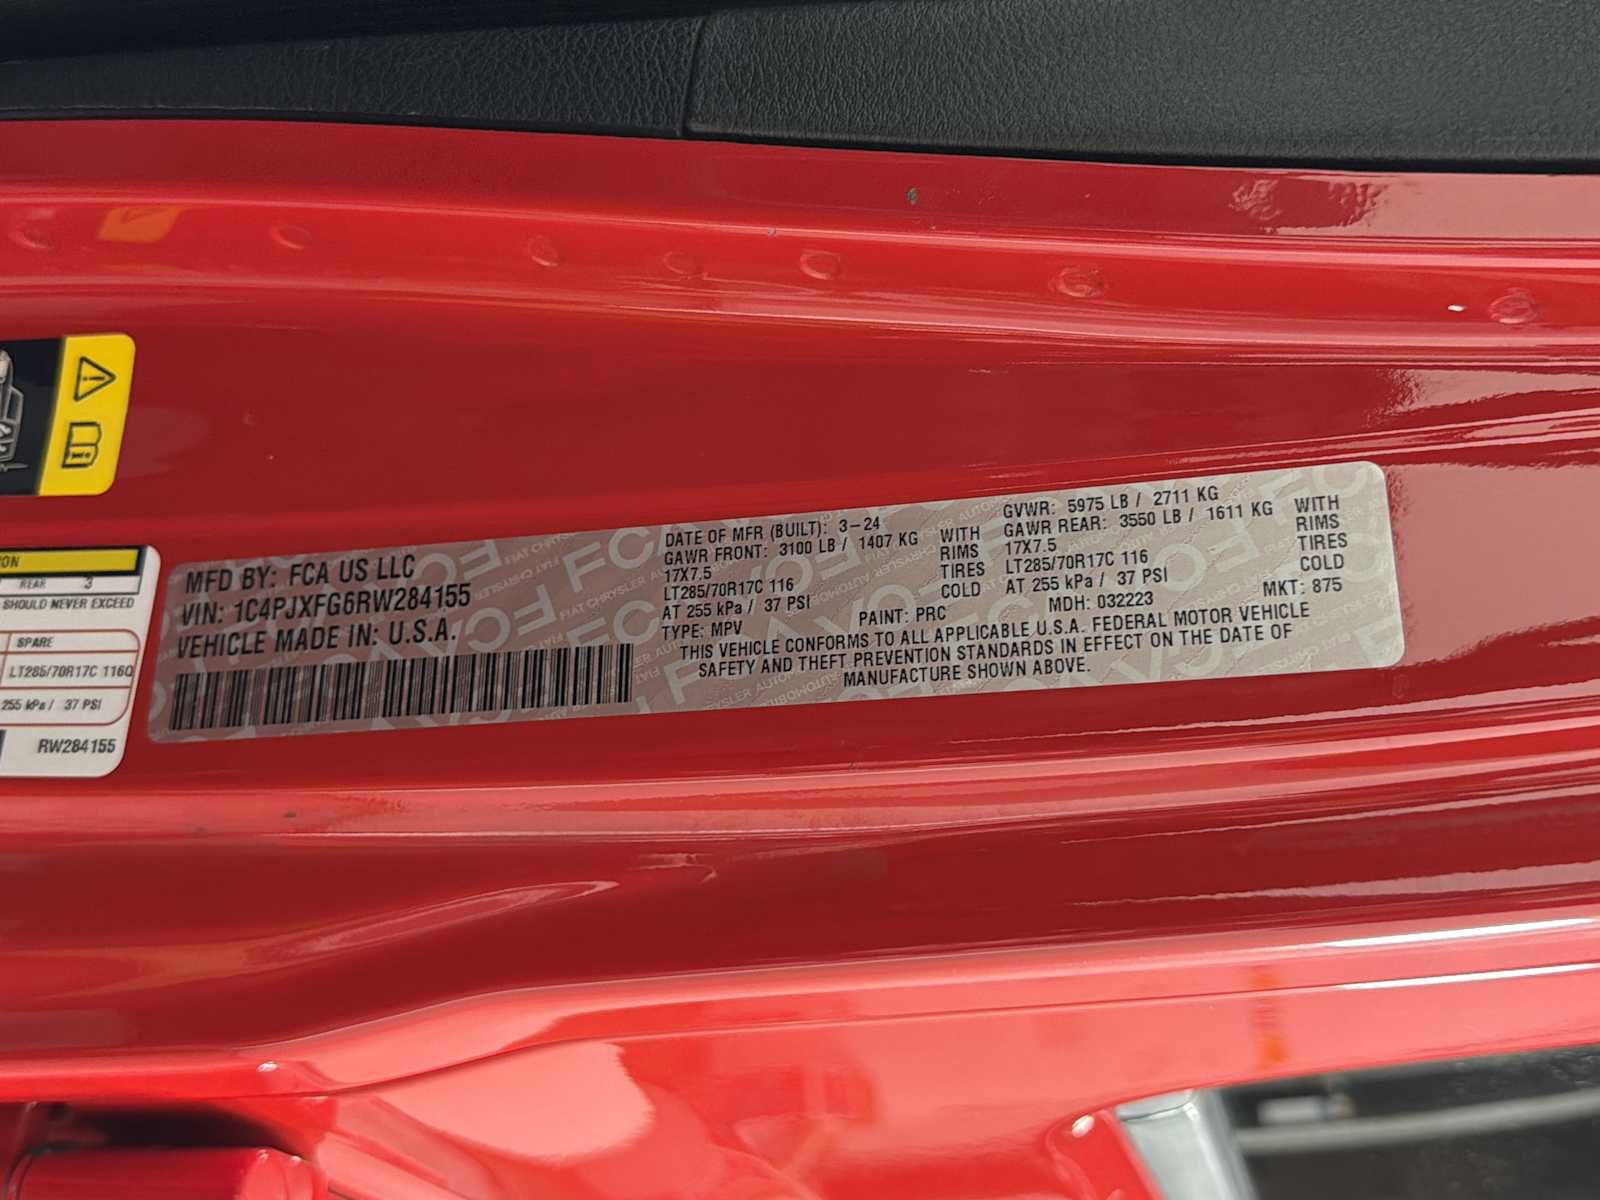 ION
REAR 3
SHOULD NEVER EXCEED
SPARE
LT285/70R17C 116Q
255 kPa / 37 PSI
RW284155
MFD BY: FCA US LLC
VIN: 1C4PJXFG6RW284155
VEHICLE MADE IN: U.S.A.
DATE OF MFR (BUILT): 3-24
GAWR FRONT: 3100 LB / 1407 KG WITH
17X7.5 RIMS
LT285/70R17C 116 TIRES
AT 255 kPa / 37 PSI COLD
TYPE: MPV
GVWR: 5975 LB / 2711 KG
GAWR REAR: 3550 LB / 1611 KG WITH
17X7.5 RIMS
LT285/70R17C 116 TIRES
AT 255 kPa / 37 PSI COLD
PAINT: PRC MDH: 032223 MKT: 875
THIS VEHICLE CONFORMS TO ALL APPLICABLE U.S.A. FEDERAL MOTOR VEHICLE
SAFETY AND THEFT PREVENTION STANDARDS IN EFFECT ON THE DATE OF
MANUFACTURE SHOWN ABOVE.